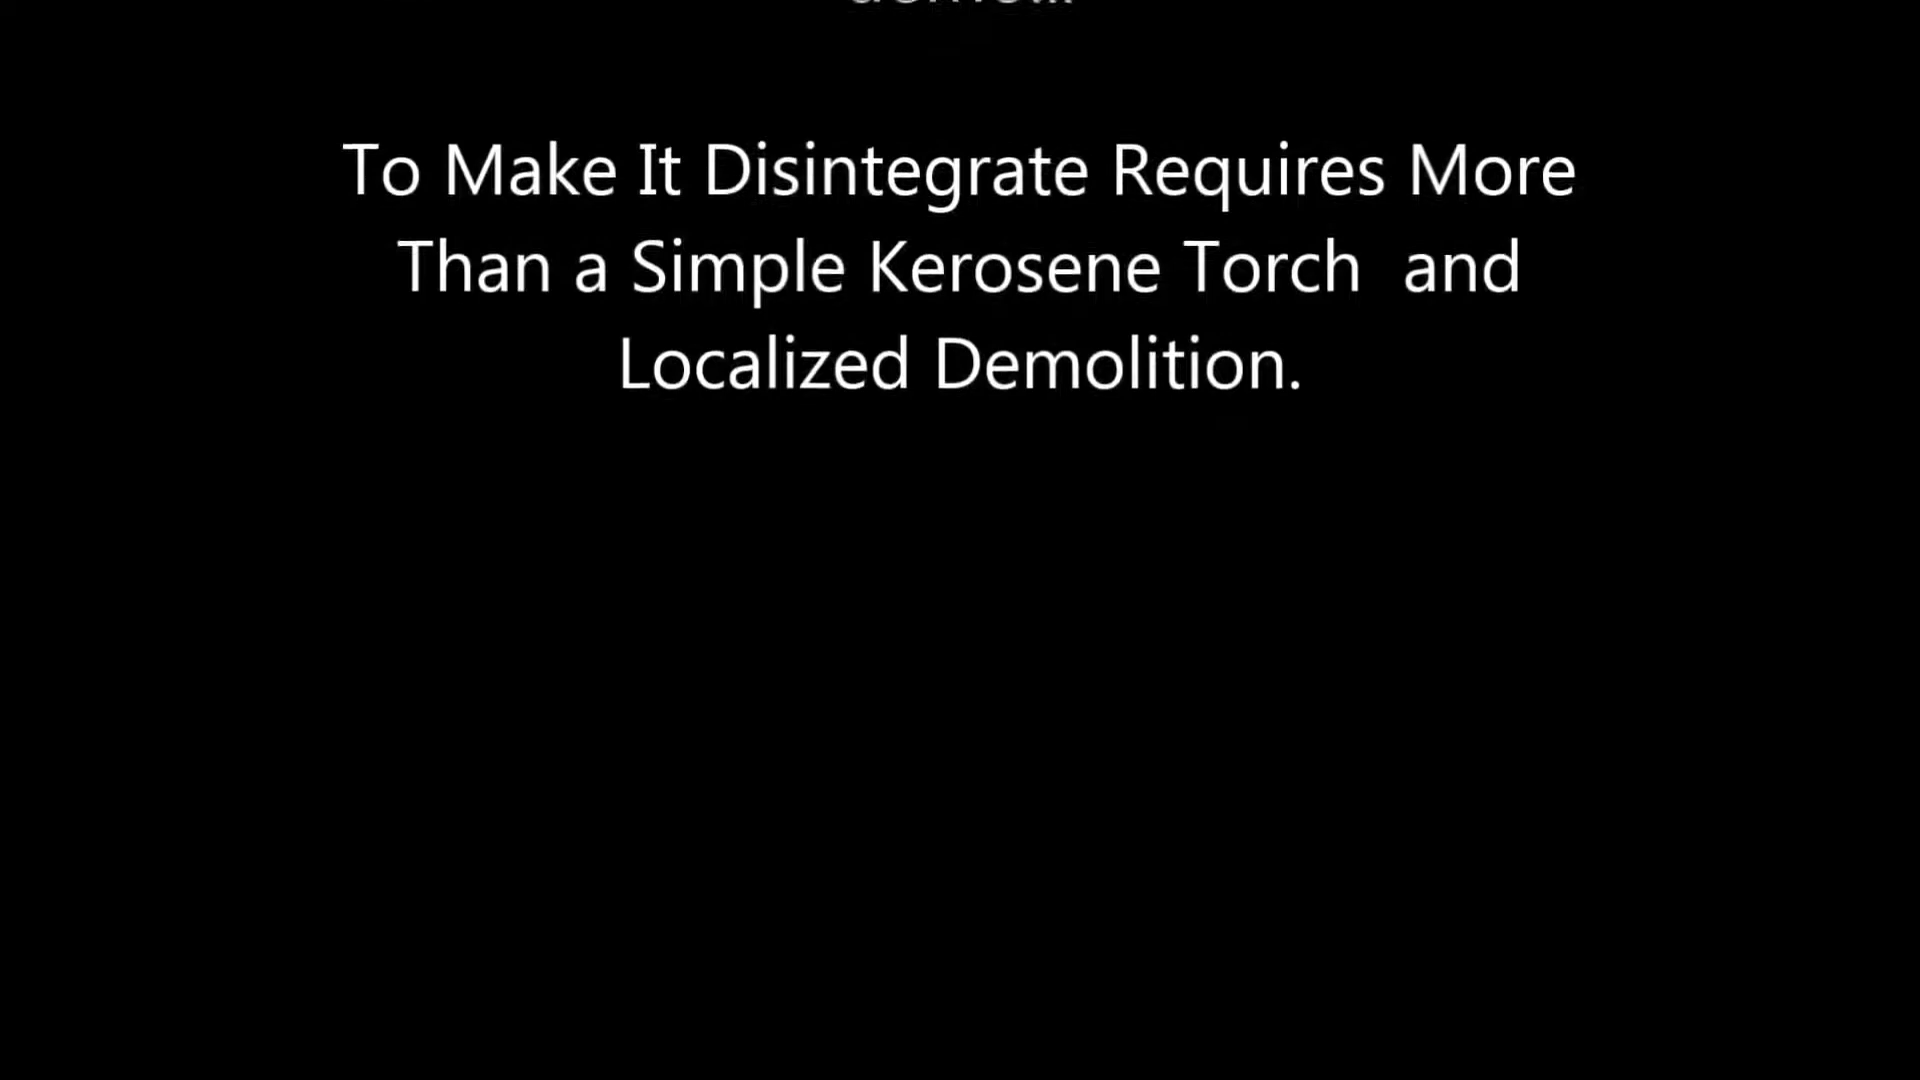 To Make It Disintegrate Requires More
Than a Simple Kerosene Torch  and
Localized Demolition.